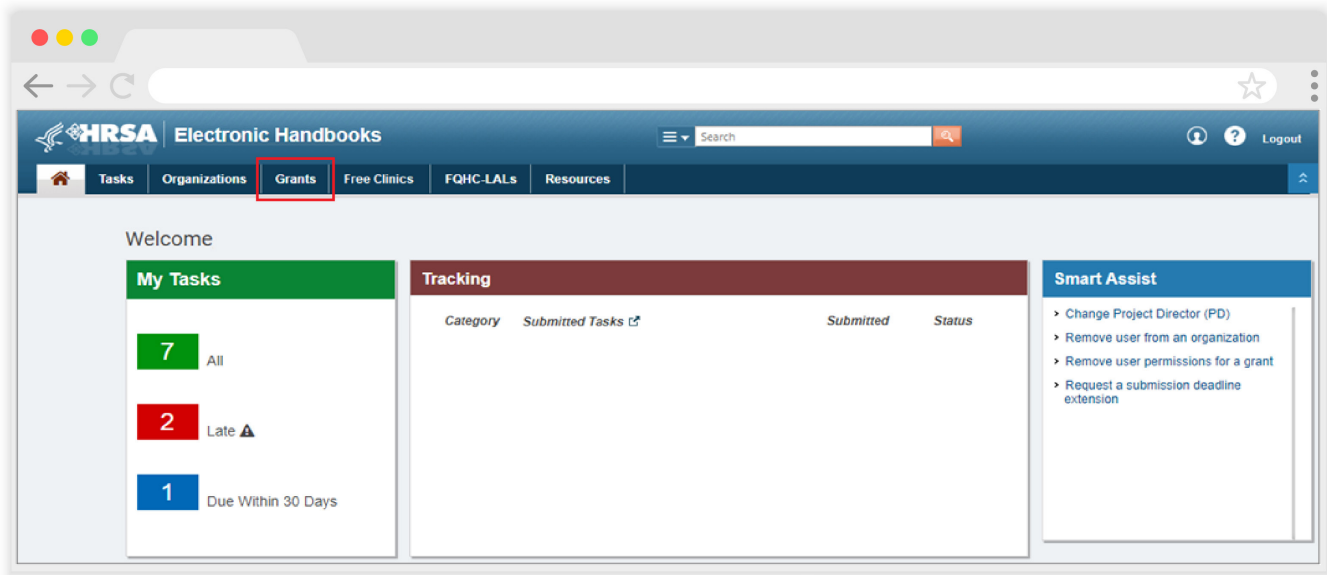 HRSA Electronic Handbooks
Search
Logout
Tasks Organizations Grants Free Clinics FQHC-LALs Resources
Welcome
My Tasks
7 All
2 Late
1 Due Within 30 Days
Tracking
Category Submitted Tasks Submitted Status
Smart Assist
Change Project Director (PD)
Remove user from an organization
Remove user permissions for a grant
Request a submission deadline
extension